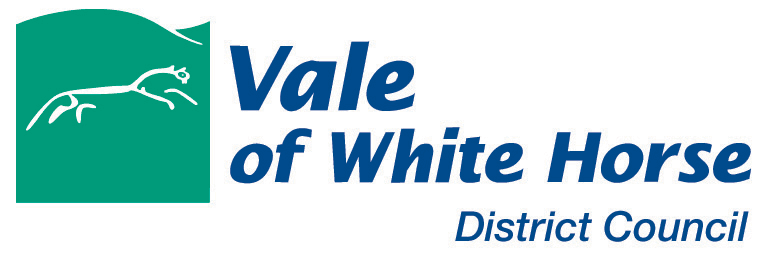 Vale
of White Horse
District Council